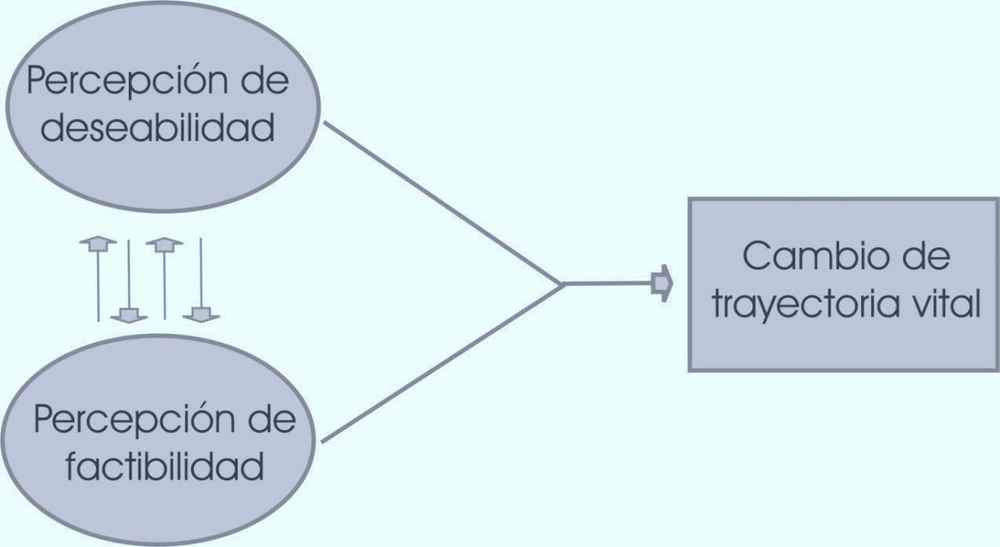 Percepción de
deseabilidad
Cambio de
trayectoria vital
Percepción de
factibilidad